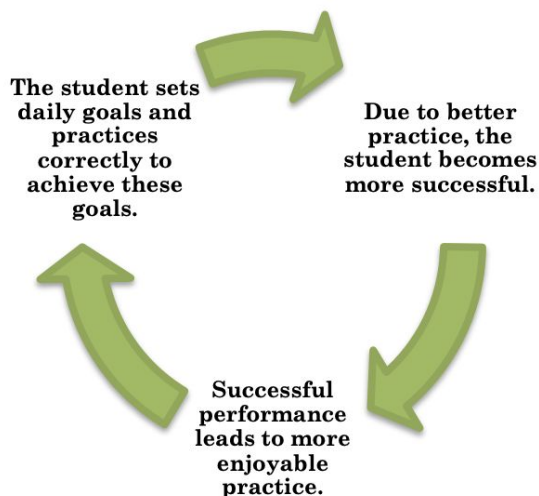 The student sets
daily goals and
practices
correctly to
achieve these
goals.
Due to better
practice, the
student becomes
more successful.
Successful
performance
leads to more
enjoyable
practice.